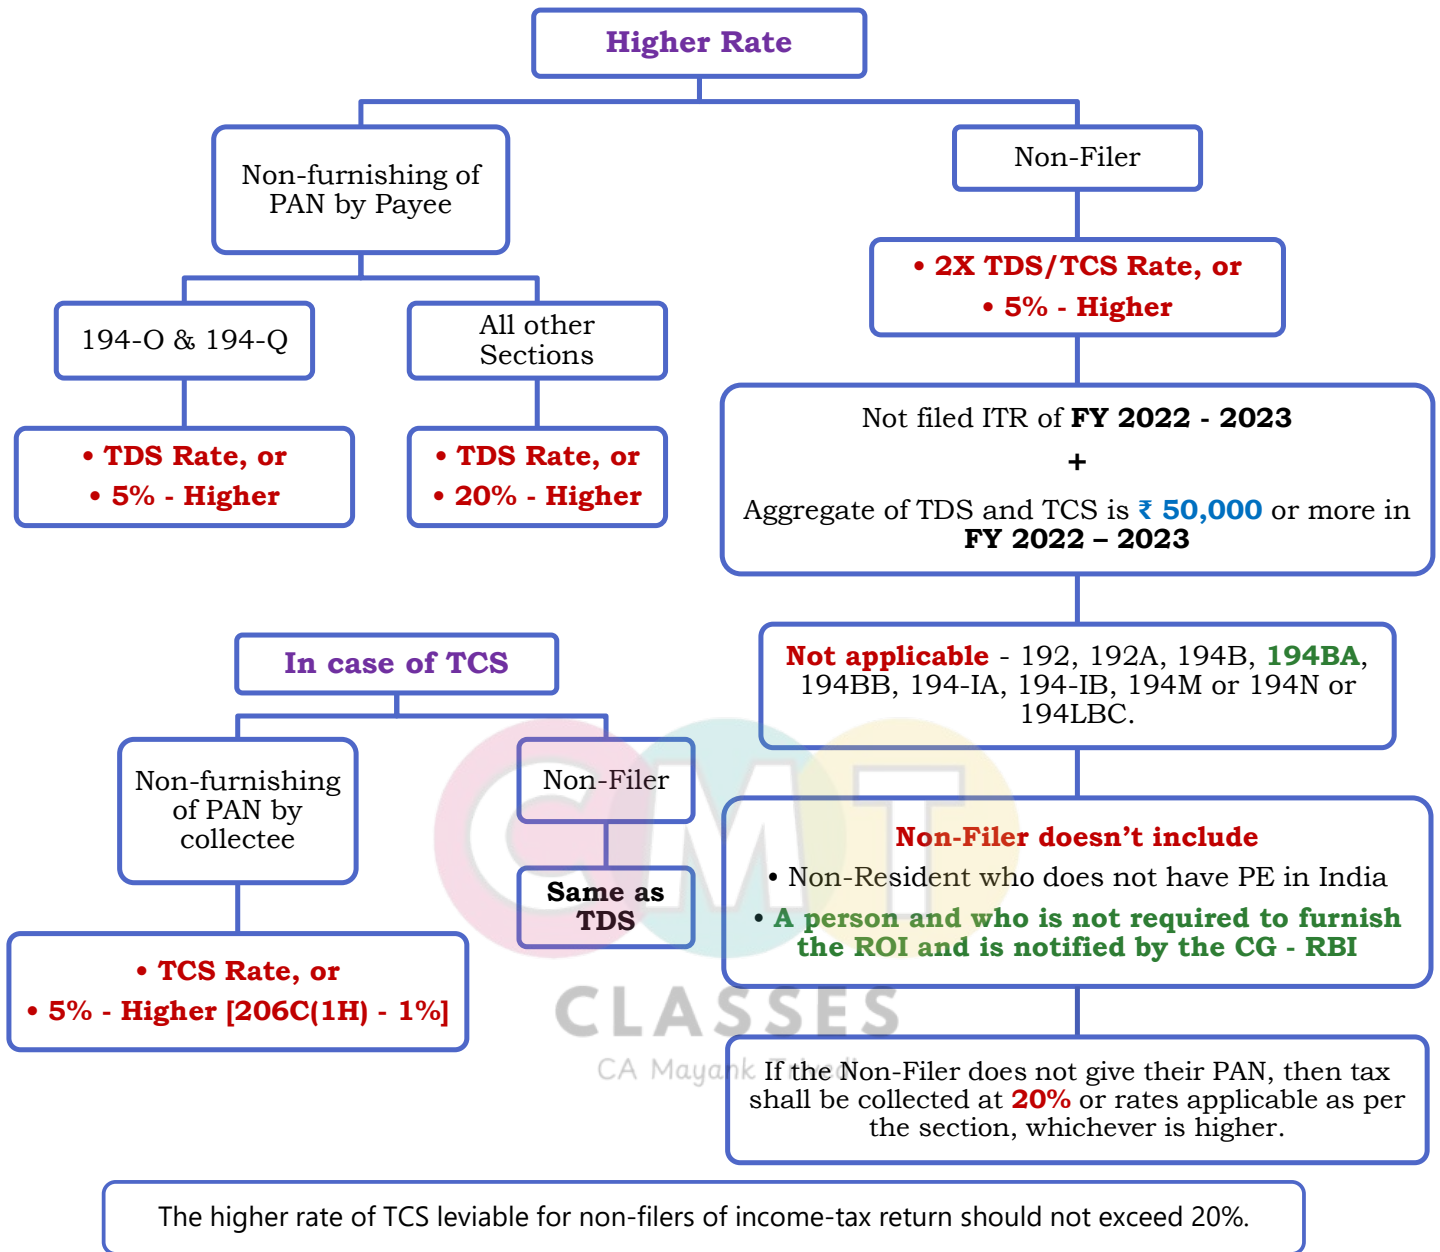 Higher Rate
Non-furnishing of
PAN by Payee
194-O & 194-Q
• TDS Rate, or
• 5% - Higher
All other
Sections
• TDS Rate, or
• 20% - Higher
Non-Filer
• 2X TDS/TCS Rate, or
• 5% - Higher
Not filed ITR of FY 2022 - 2023
+
Aggregate of TDS and TCS is ₹ 50,000 or more in
FY 2022 – 2023
Not applicable - 192, 192A, 194B, 194BA,
194BB, 194-IA, 194-IB, 194M or 194N or
194LBC.
Non-Filer doesn’t include
• Non-Resident who does not have PE in India
• A person and who is not required to furnish
the ROI and is notified by the CG - RBI
If the Non-Filer does not give their PAN, then tax
shall be collected at 20% or rates applicable as per
the section, whichever is higher.
In case of TCS
Non-furnishing
of PAN by
collectee
• TCS Rate, or
• 5% - Higher [206C(1H) - 1%]
Non-Filer
Same as
TDS
CMT
CLASSES
CA Mayank Trivedi
The higher rate of TCS leviable for non-filers of income-tax return should not exceed 20%.